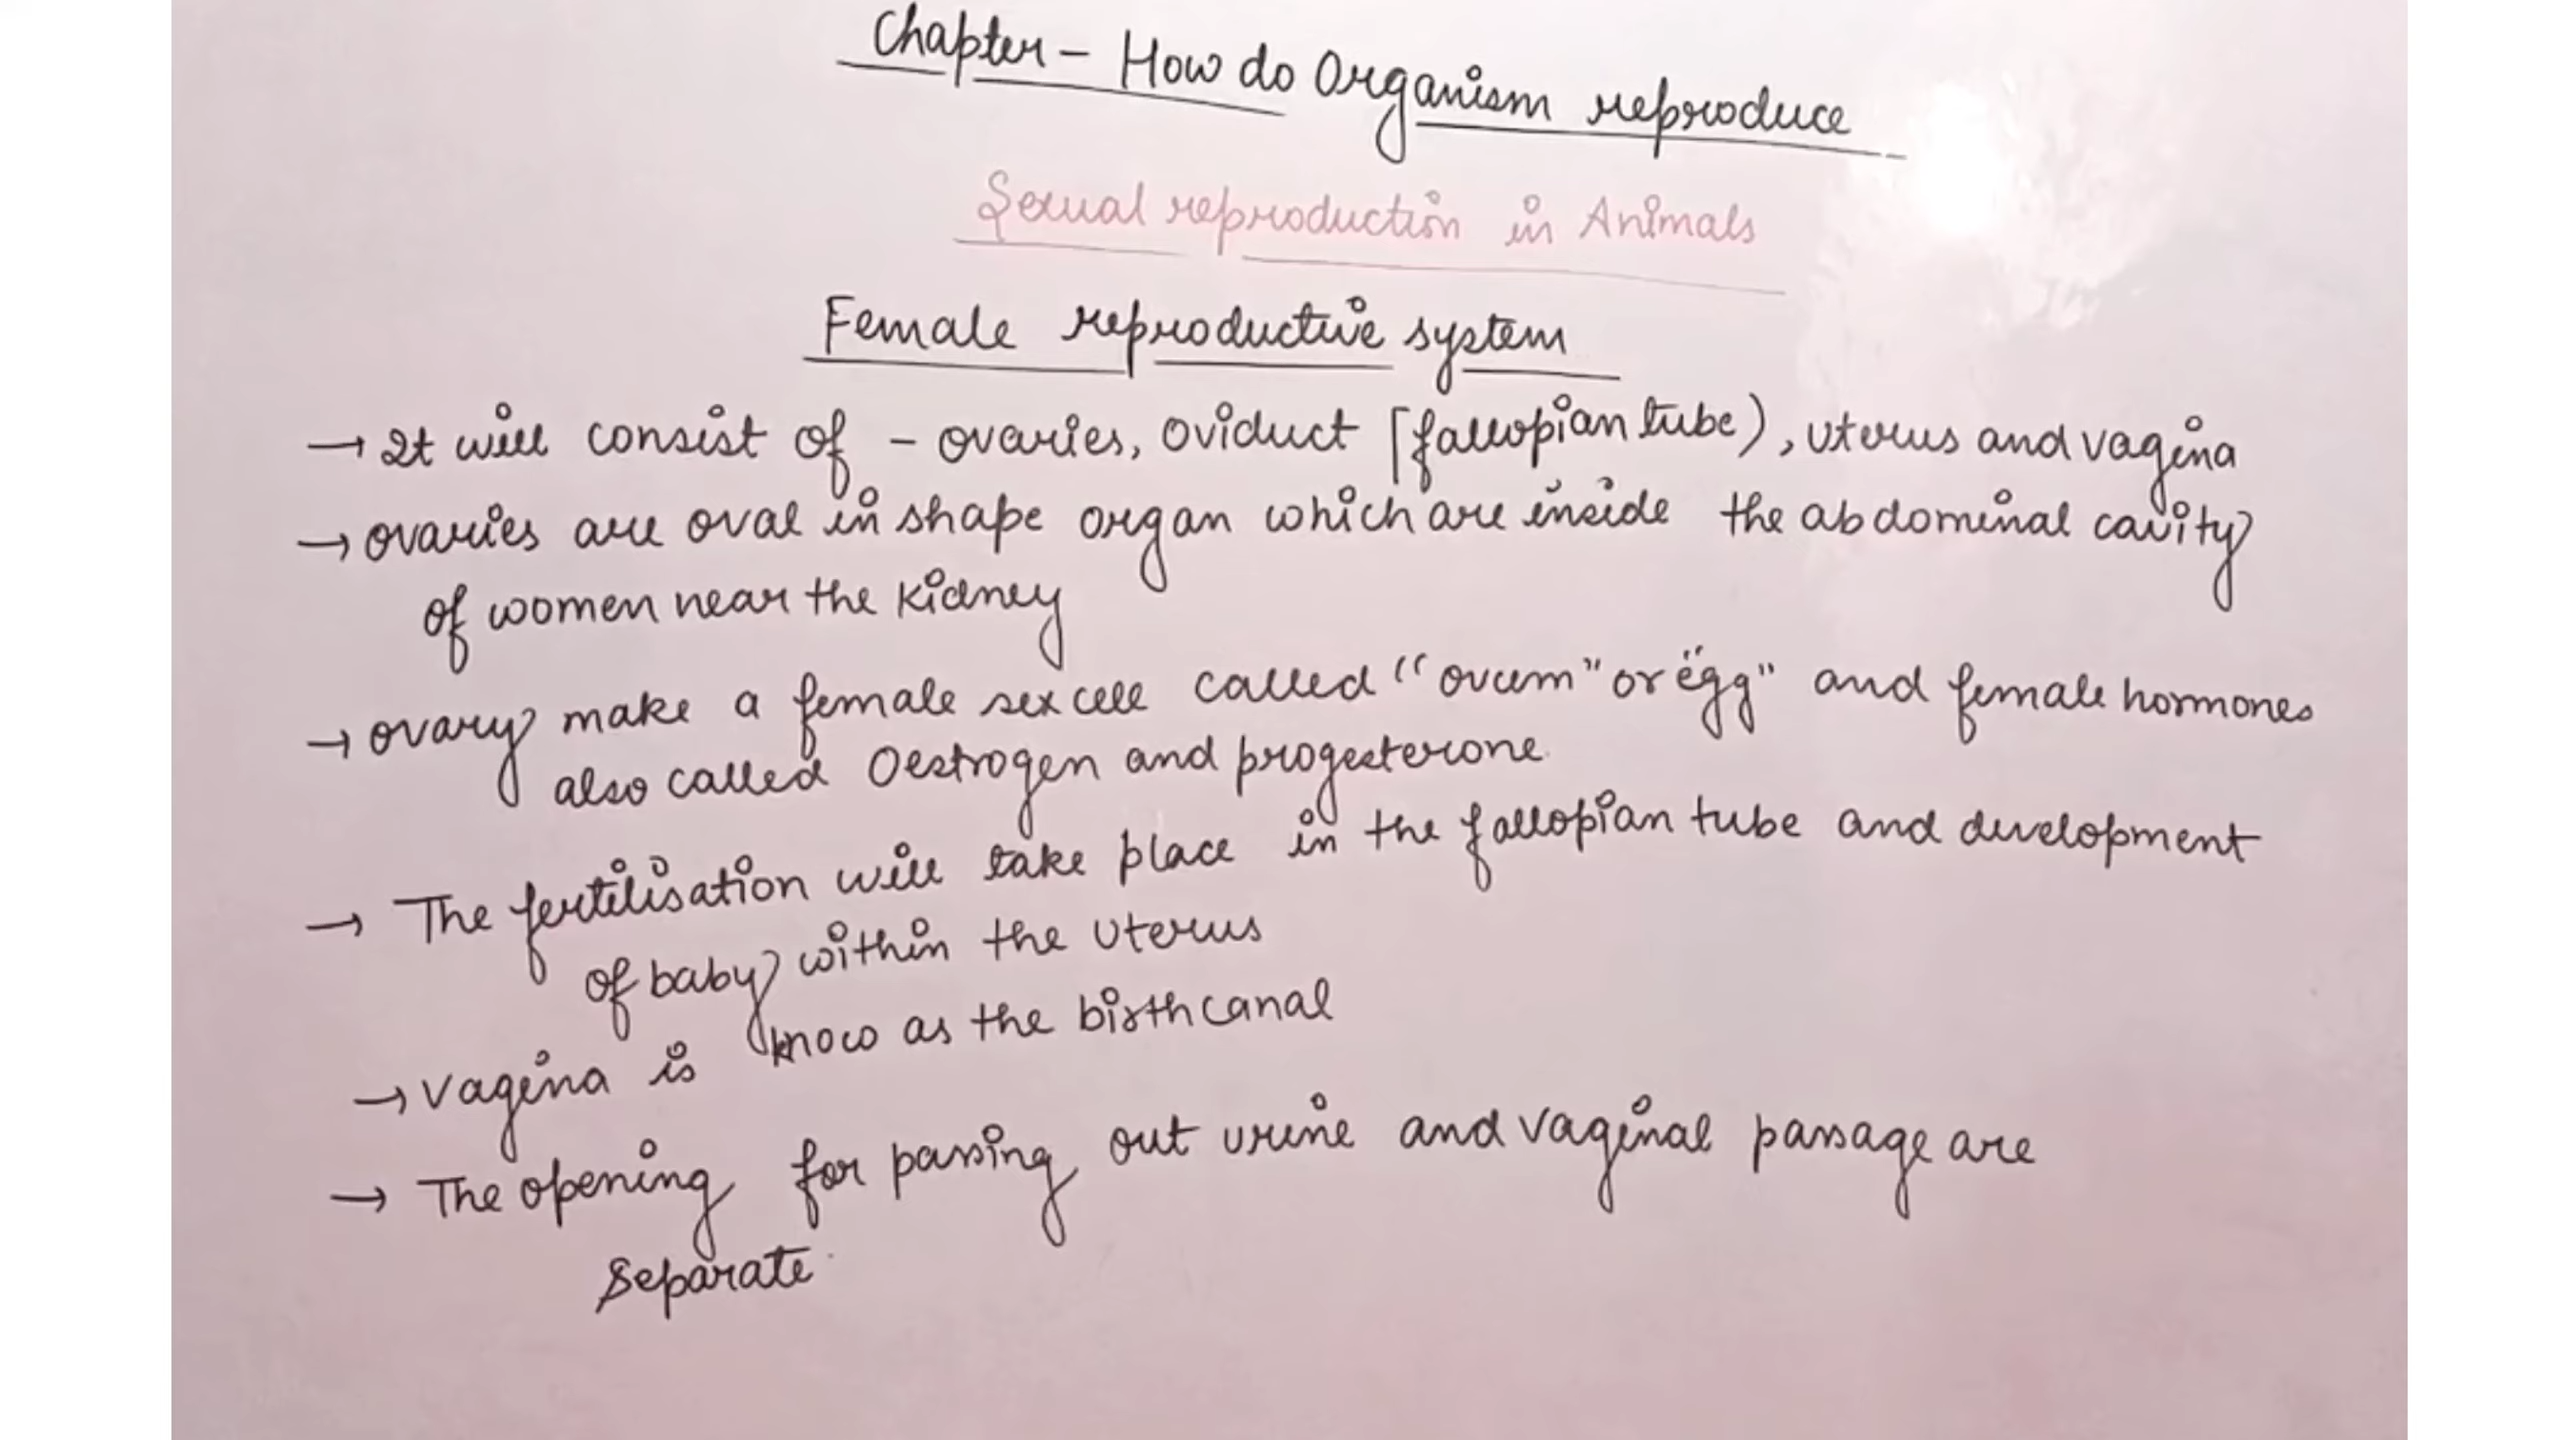 Chapter - How do Organism reproduce
Sexual reproduction in Animals
Female reproductive system
→ It will consist of - ovaries, oviduct [fallopian tube), uterus and vagina
→ ovaries are oval in shape organ which are inside the abdominal cavity
of women near the kidney
→ ovary make a female sex cell called "ovum" or "egg" and female hormones
also called Oestrogen and progesterone.
→ The fertilisation will take place in the fallopian tube and development
of baby within the uterus
→ vagina is know as the birth canal
→ The opening for passing out urine and vaginal passage are
separate.